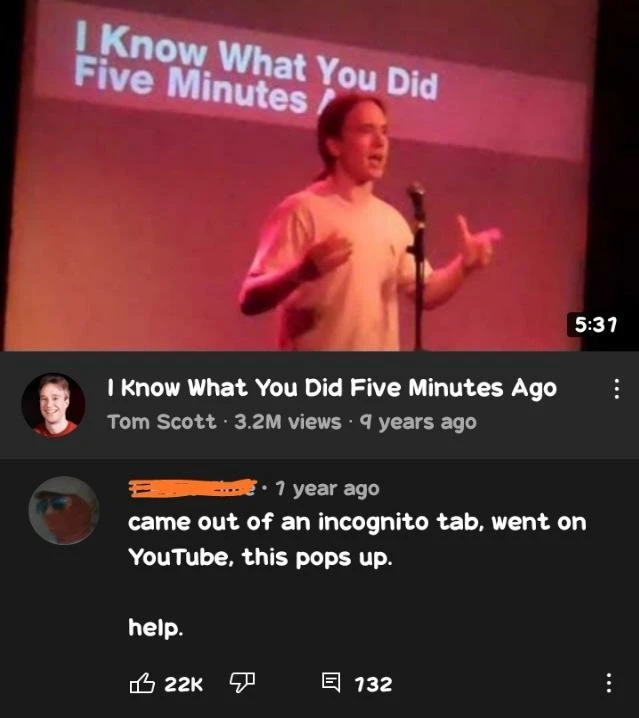 I Know What You Did
Five Minutes A
5:31
I Know What You Did Five Minutes Ago
Tom Scott · 3.2M views · 9 years ago
· 1 year ago
came out of an incognito tab, went on
YouTube, this pops up.
help.
22K
132